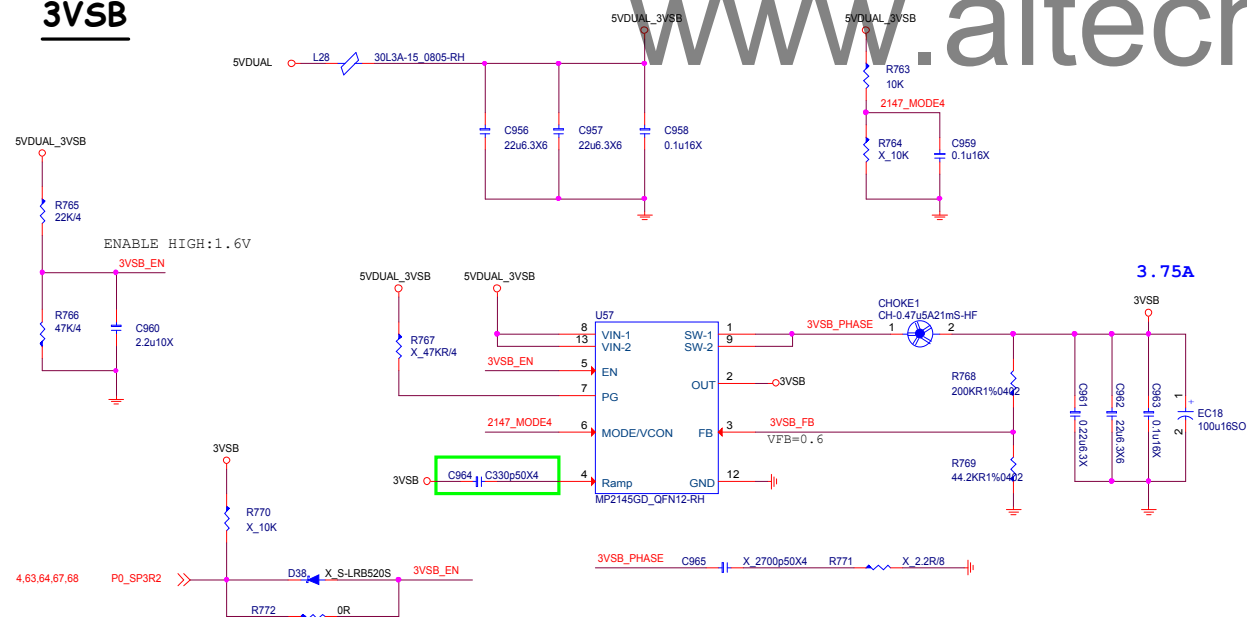 3VSB
www.altech
5VDUAL_3VSB
5VDUAL_3VSB
5VDUAL
L28
30L3A-15_0805-RH
R763
10K
2147_MODE4
C956
22u6.3X6
C957
22u6.3X6
C958
0.1u16X
R764
X_10K
C959
0.1u16X
5VDUAL_3VSB
R765
22K/4
ENABLE HIGH:1.6V
3VSB_EN
R766
47K/4
C960
2.2u10X
5VDUAL_3VSB
5VDUAL_3VSB
R767
X_47KR/4
3VSB_EN
2147_MODE4
3VSB
C964
C330p50X4
U57
8 VIN-1
13 VIN-2
5 EN
7 PG
6 MODE/VCON
4 Ramp
SW-1 1
SW-2 9
OUT 2
FB 3
GND 12
MP2145GD_QFN12-RH
3VSB_PHASE
3VSB
3VSB_FB
VFB=0.6
CHOKE1
CH-0.47u5A21mS-HF
1 2
3.75A
3VSB
R768
200KR1%0402
R769
44.2KR1%0402
C961
0.22u6.3X
C962
22u6.3X6
C963
0.1u16X
1
+
2
EC18
100u16SO
3VSB
R770
X_10K
4,63,64,67,68 P0_SP3R2
D38 X_S-LRB520S
3VSB_EN
R772 0R
3VSB_PHASE C965 X_2700p50X4 R771 X_2.2R/8